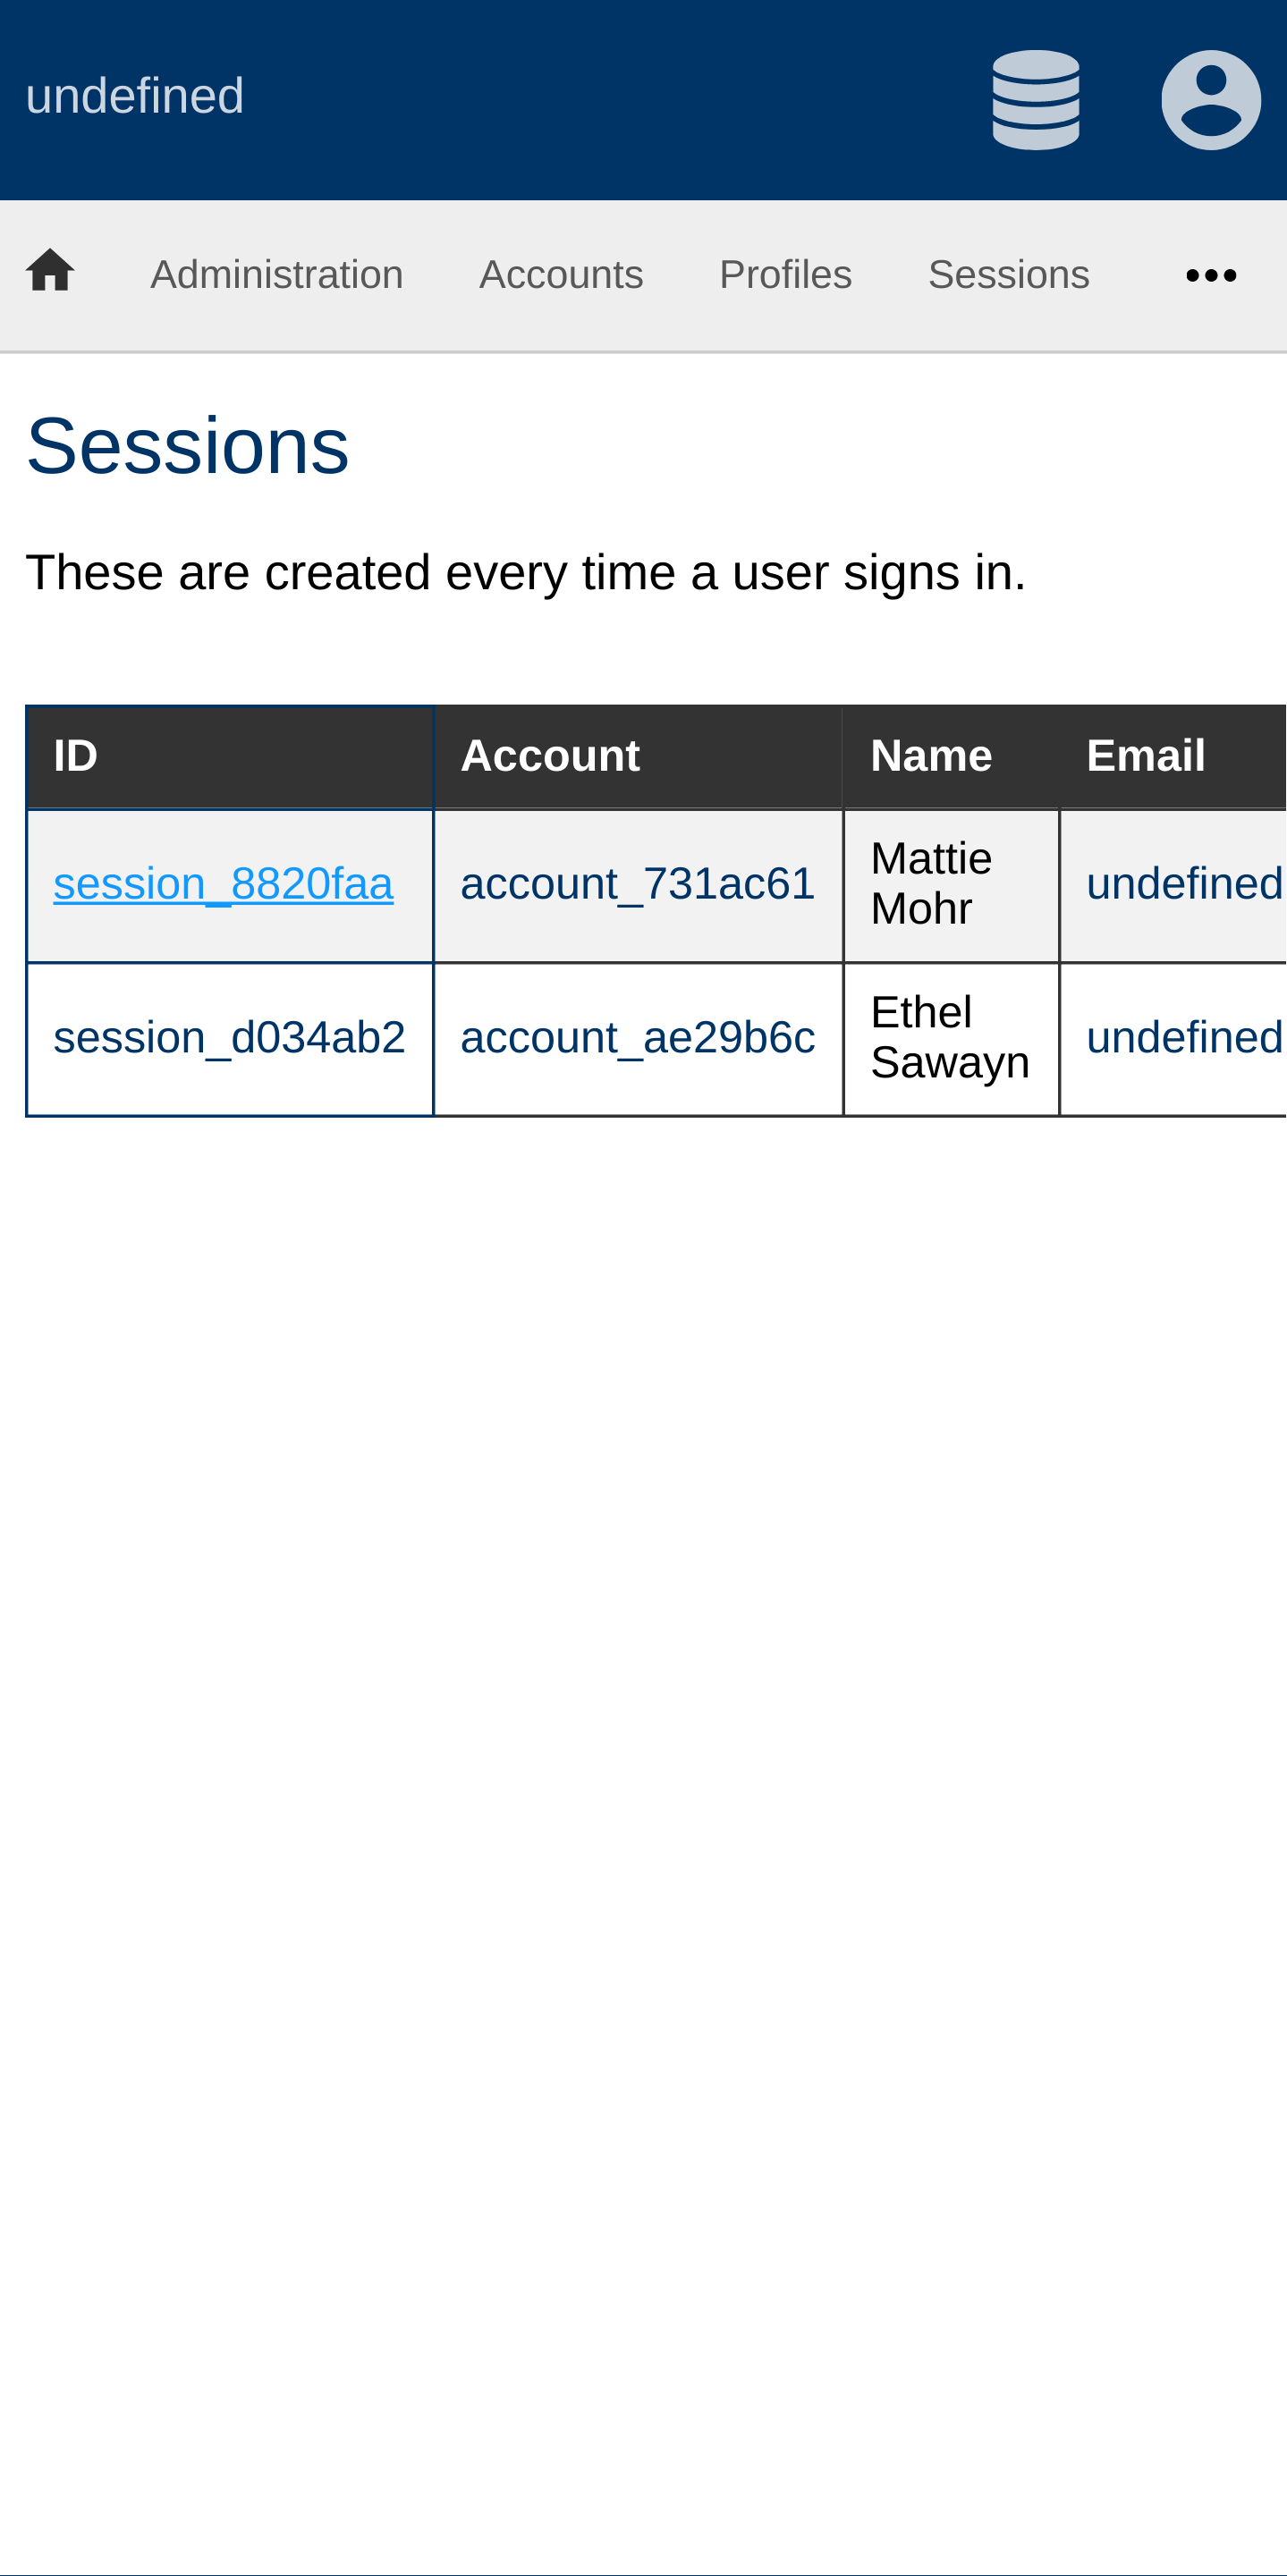 undefined
Administration Accounts Profiles Sessions
Sessions
These are created every time a user signs in.
ID Account Name Email
session_8820faa account_731ac61 Mattie Mohr undefined
session_d034ab2 account_ae29b6c Ethel Sawayn undefined